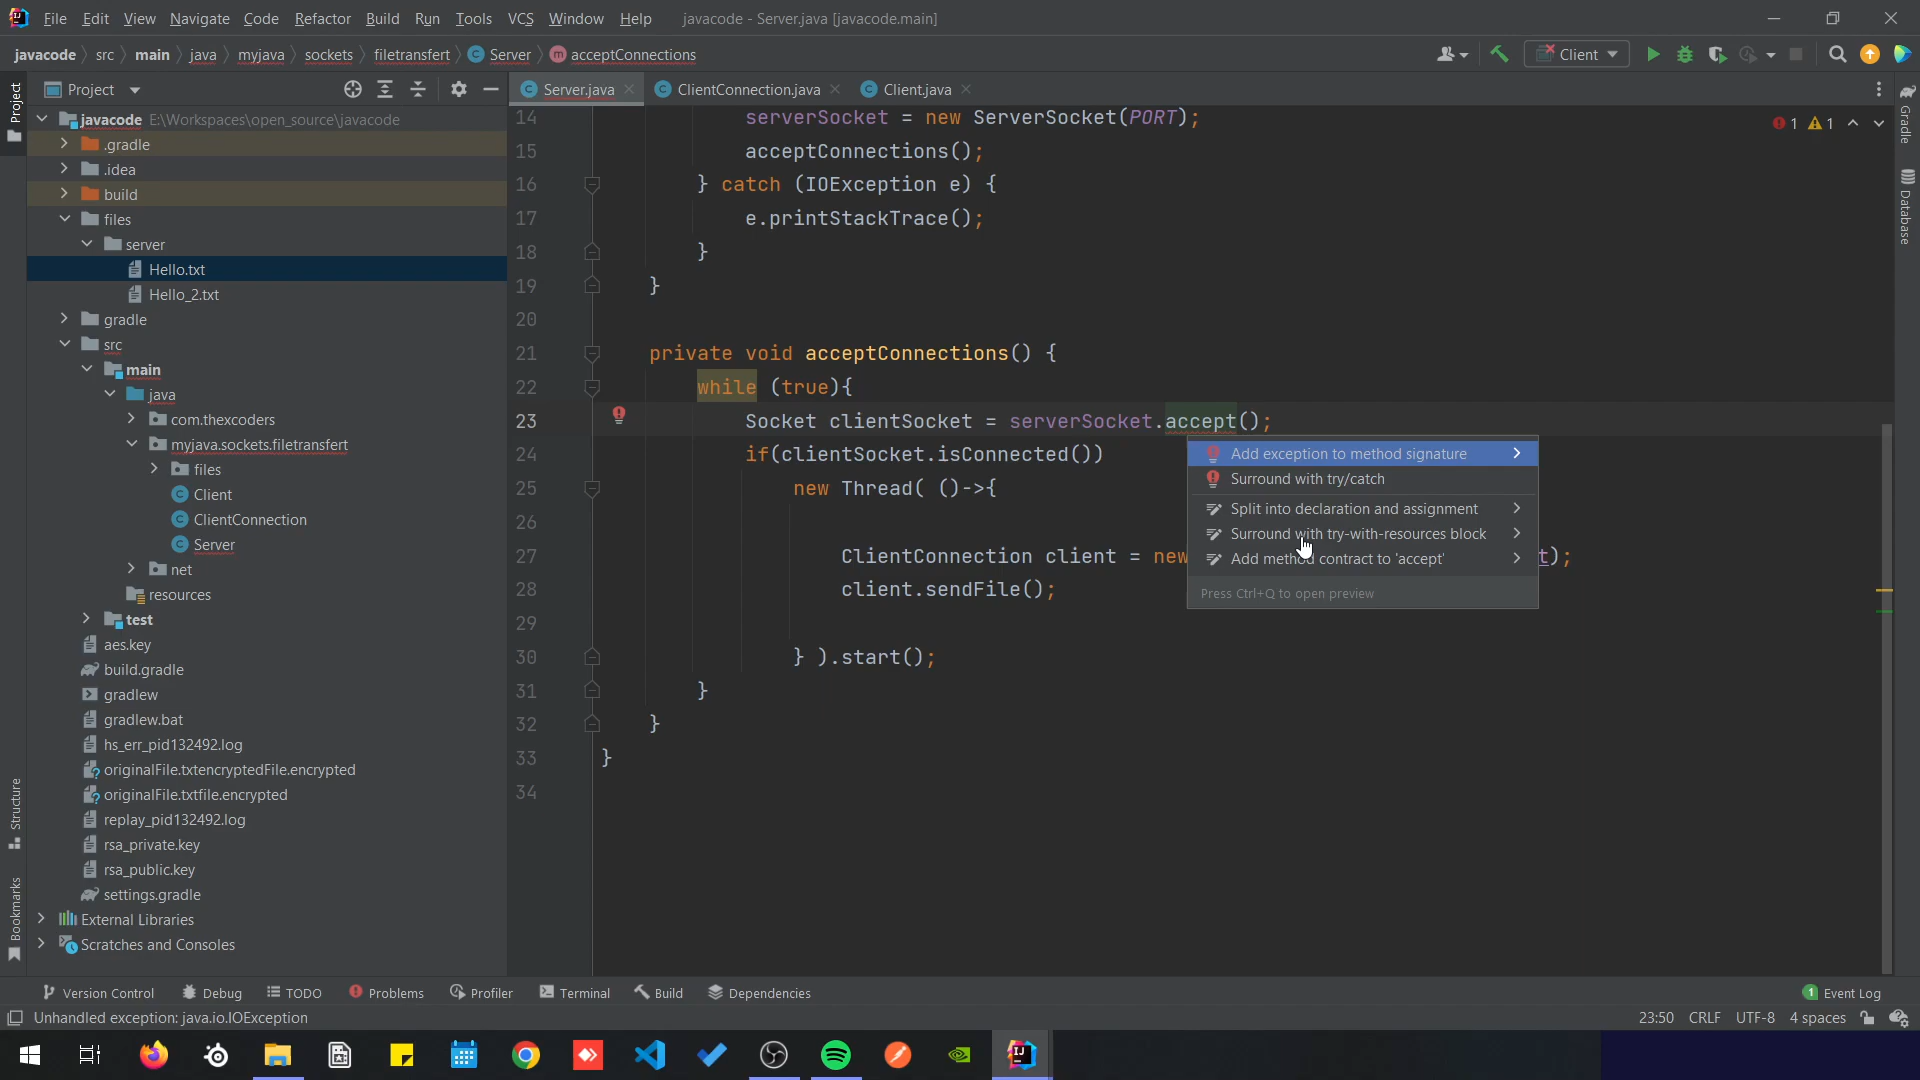 File Edit View Navigate Code Refactor Build Run Tools VCS Window Help javacode - Server.java [javacode.main]
javacode src main java myjava sockets filetransfert Server acceptConnections
Client
Project
Server.java ClientConnection.java Client.java
Project
Structure
Bookmarks
Gradle
Database
javacode E:\Workspaces\open_source\javacode
.gradle
.idea
build
files
server
Hello.txt
Hello_2.txt
gradle
src
main
java
com.thexcoders
myjava.sockets.filetransfert
files
Client
ClientConnection
Server
net
resources
test
aes.key
build.gradle
gradlew
gradlew.bat
hs_err_pid132492.log
originalFile.txtencryptedFile.encrypted
originalFile.txtfile.encrypted
replay_pid132492.log
rsa_private.key
rsa_public.key
settings.gradle
External Libraries
Scratches and Consoles
1 1
14 serverSocket = new ServerSocket(PORT);
15 acceptConnections();
16 } catch (IOException e) {
17 e.printStackTrace();
18 }
19 }
20
21 private void acceptConnections() {
22 while (true){
23 Socket clientSocket = serverSocket.accept();
24 if(clientSocket.isConnected())
25 new Thread( ()->{
26
27 ClientConnection client = new t);
28 client.sendFile();
29
30 } ).start();
31 }
32 }
33 }
34
Add exception to method signature
Surround with try/catch
Split into declaration and assignment
Surround with try-with-resources block
Add method contract to 'accept'
Press Ctrl+Q to open preview
Version Control Debug TODO Problems Profiler Terminal Build Dependencies 1 Event Log
Unhandled exception: java.io.IOException 23:50 CRLF UTF-8 4 spaces